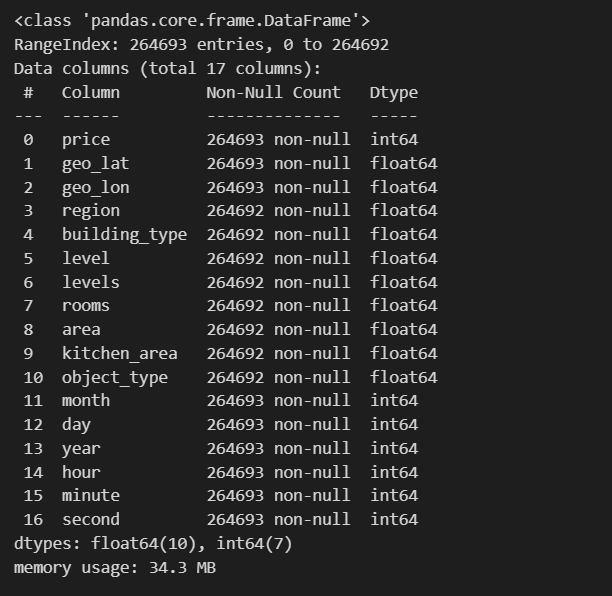 <class 'pandas.core.frame.DataFrame'>
RangeIndex: 264693 entries, 0 to 264692
Data columns (total 17 columns):
 #   Column         Non-Null Count   Dtype
---  ------         --------------   -----
 0   price          264693 non-null  int64
 1   geo_lat        264693 non-null  float64
 2   geo_lon        264693 non-null  float64
 3   region         264692 non-null  float64
 4   building_type  264692 non-null  float64
 5   level          264692 non-null  float64
 6   levels         264692 non-null  float64
 7   rooms          264692 non-null  float64
 8   area           264692 non-null  float64
 9   kitchen_area   264692 non-null  float64
 10  object_type    264692 non-null  float64
 11  month          264693 non-null  int64
 12  day            264693 non-null  int64
 13  year           264693 non-null  int64
 14  hour           264693 non-null  int64
 15  minute         264693 non-null  int64
 16  second         264693 non-null  int64
dtypes: float64(10), int64(7)
memory usage: 34.3 MB